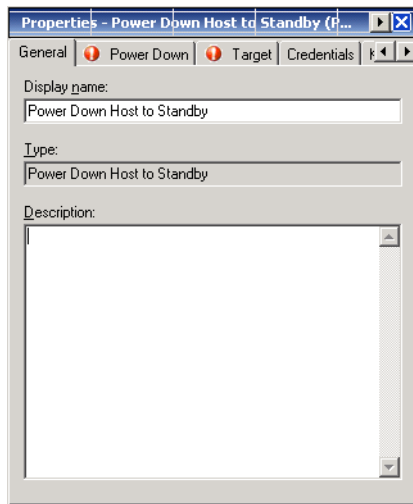 Properties - Power Down Host to Standby (P...
General Power Down Target Credentials
Display name:
Power Down Host to Standby
Type:
Power Down Host to Standby
Description: